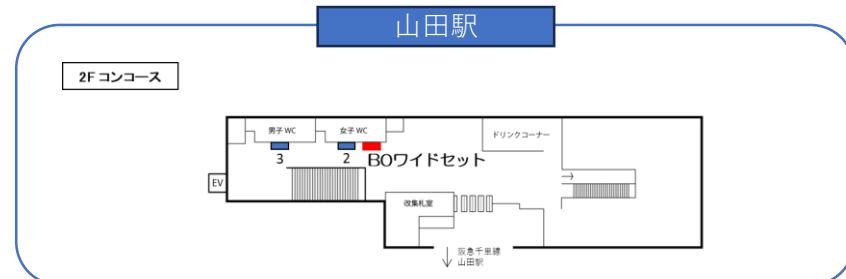 山田駅
2F コンコース
男子 WC
女子 WC
ドリンクコーナー
3
2
BOワイドセット
EV
改集札室
阪急千里線
山田駅